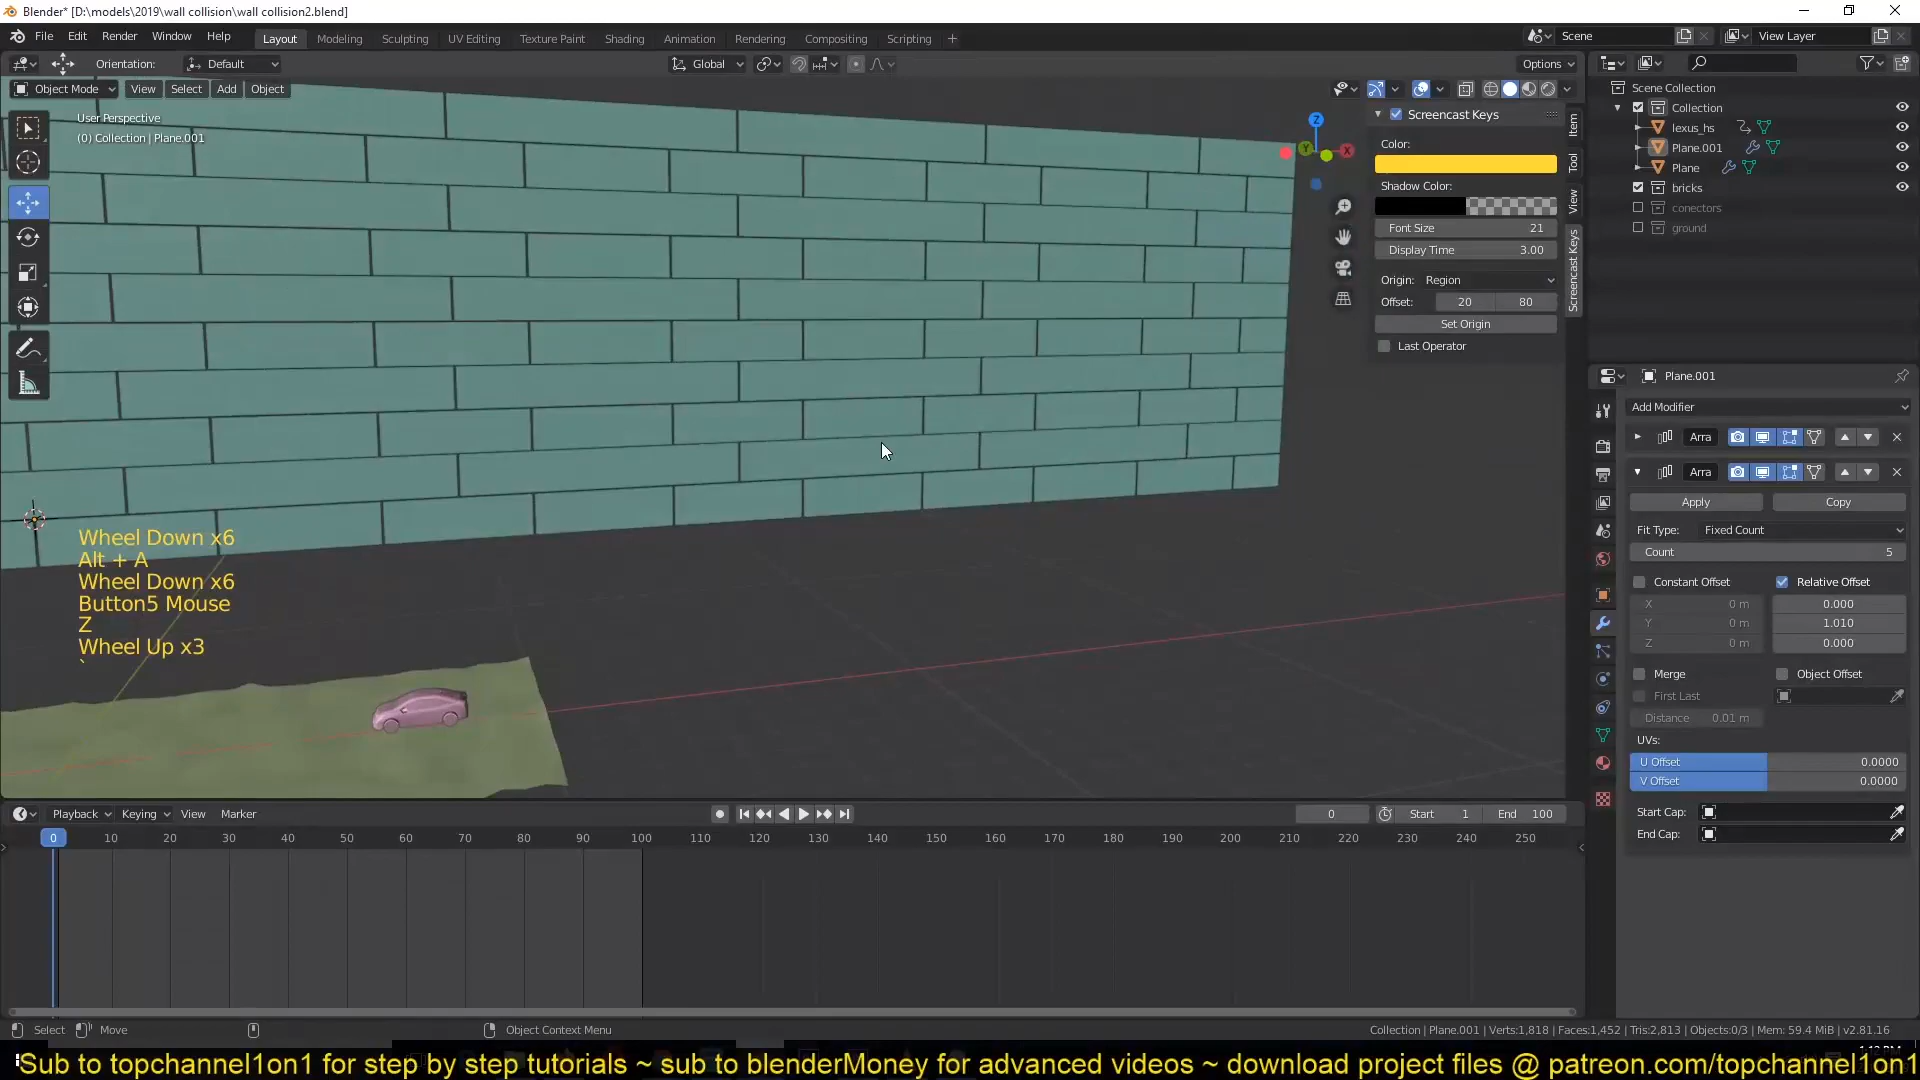 Blender* [D:\models\2019\wall collision\wall collision2.blend]
File Edit Render Window Help Layout Modeling Sculpting UV Editing Texture Paint Shading Animation Rendering Compositing Scripting + Scene View Layer
Orientation: Default Global Options
Object Mode View Select Add Object
User Perspective
(0) Collection | Plane.001
Z
Y
X
Screencast Keys
Color:
Shadow Color:
Font Size 21
Display Time 3.00
Origin: Region
Offset: 20 80
Set Origin
Last Operator
Item
Tool
View
Screencast Keys
Scene Collection
Collection
lexus_hs
Plane.001
Plane
bricks
conectors
ground
Plane.001
Add Modifier
Arra
Arra
Apply Copy
Fit Type: Fixed Count
Count 5
Constant Offset Relative Offset
X 0 m 0.000
Y 0 m 1.010
Z 0 m 0.000
Merge Object Offset
First Last
Distance 0.01 m
UVs:
U Offset 0.0000
V Offset 0.0000
Start Cap:
End Cap:
Wheel Down x6
Alt + A
Wheel Down x6
Button5 Mouse
Z
Wheel Up x3
`
Playback Keying View Marker 0 Start 1 End 100
0 10 20 30 40 50 60 70 80 90 100 110 120 130 140 150 160 170 180 190 200 210 220 230 240 250
Select Move Object Context Menu Collection | Plane.001 | Verts:1,818 | Faces:1,452 | Tris:2,813 | Objects:0/3 | Mem: 59.4 MiB | v2.81.16
Sub to topchannel1on1 for step by step tutorials ~ sub to blenderMoney for advanced videos ~ download project files @ patreon.com/topchannel1on1